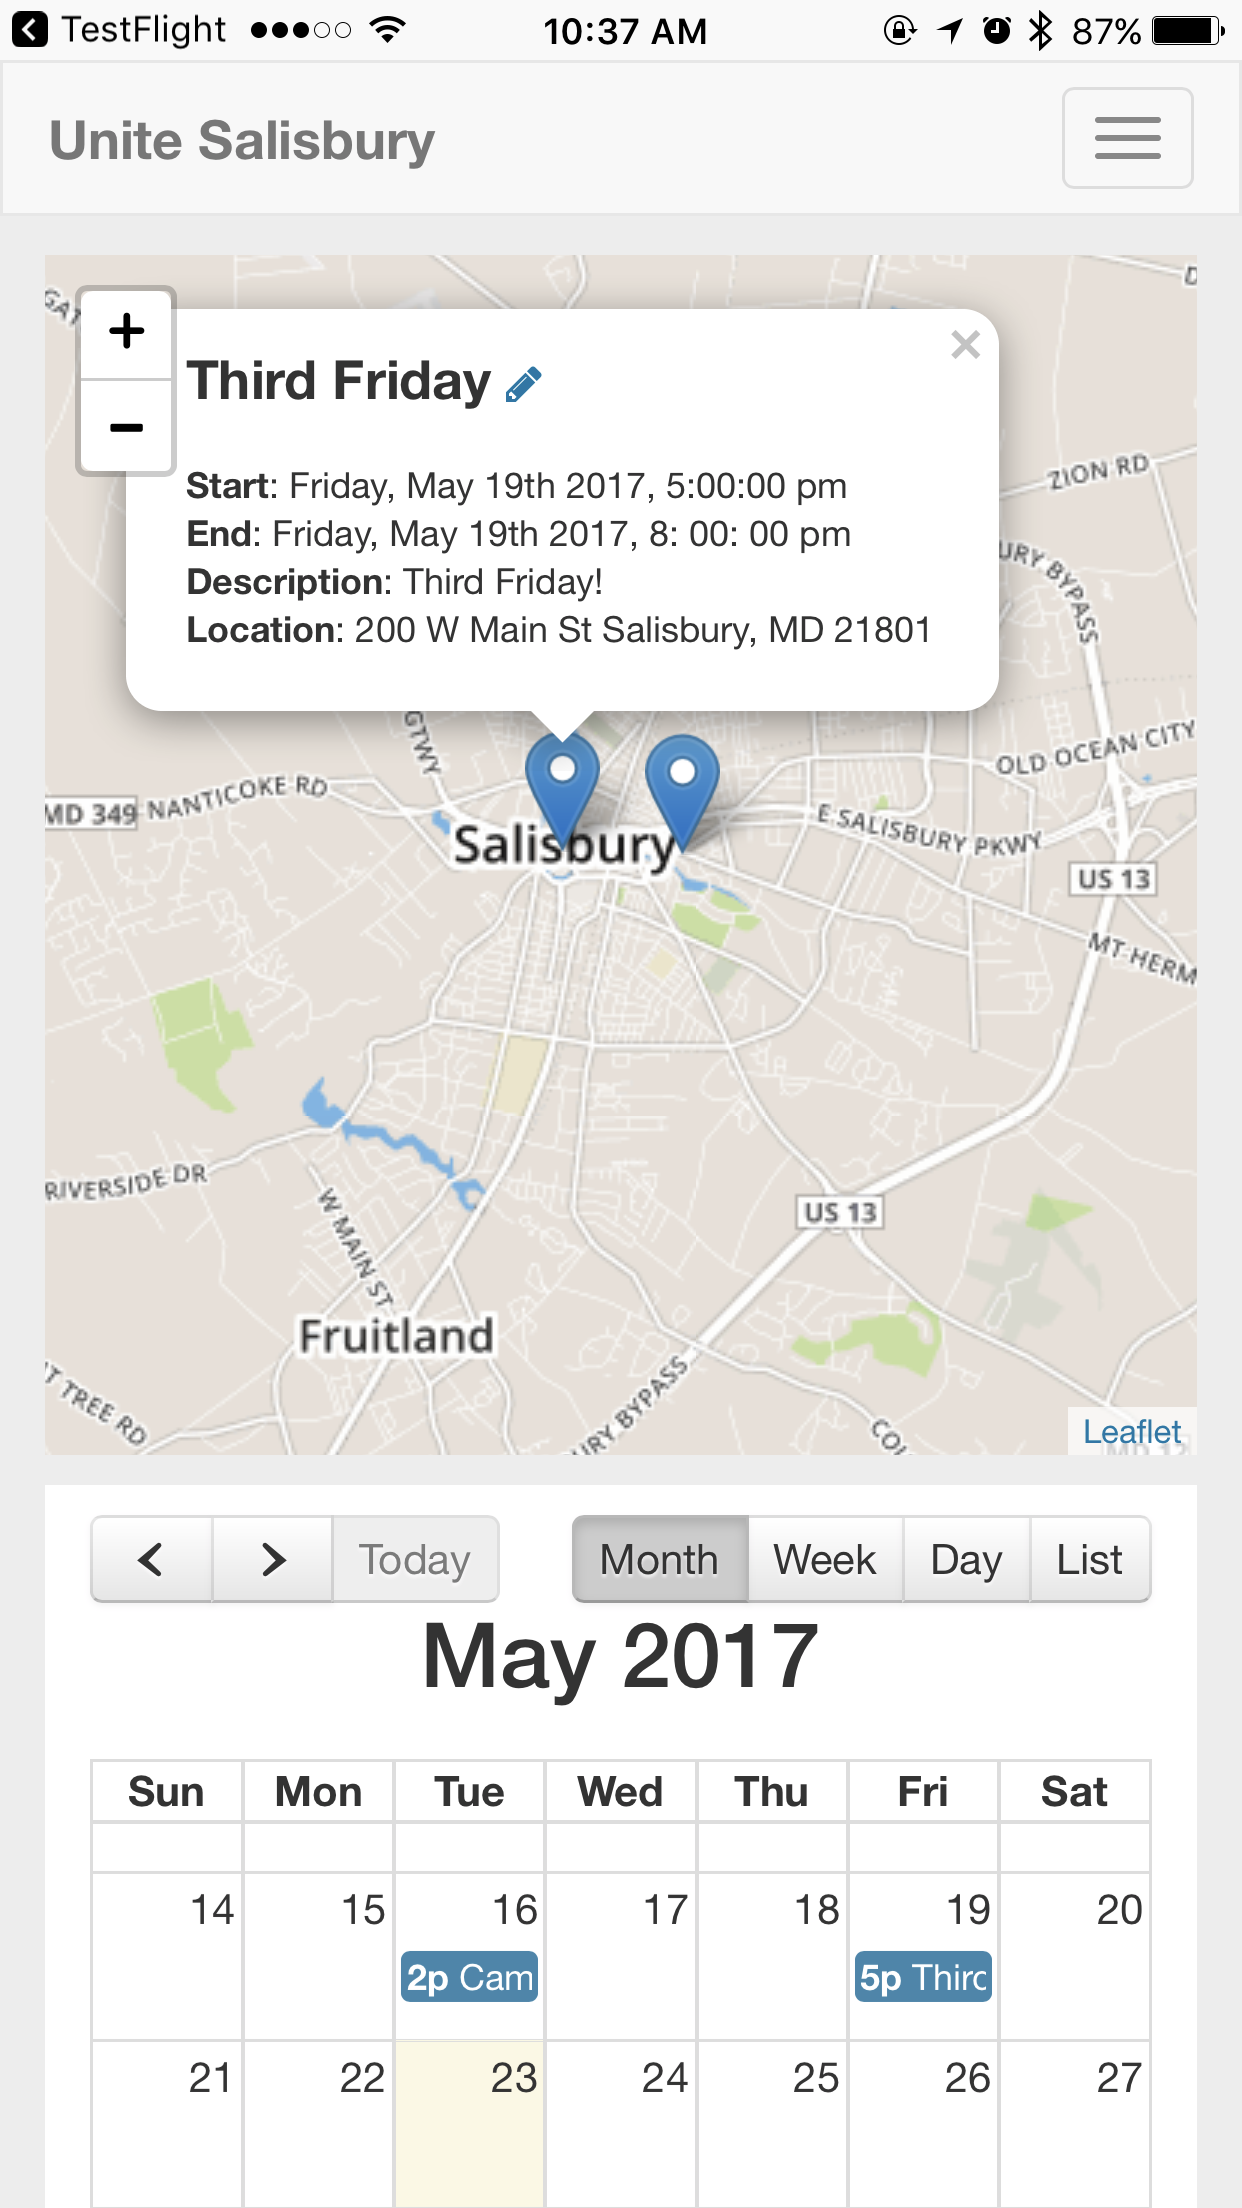 TestFlight 10:37 AM 87%
Unite Salisbury
+
−
Third Friday
×
Start: Friday, May 19th 2017, 5:00:00 pm
End: Friday, May 19th 2017, 8: 00: 00 pm
Description: Third Friday!
Location: 200 W Main St Salisbury, MD 21801
ZION RD
URY BYPASS
GTWY
OLD OCEAN CITY
MD 349 NANTICOKE RD
E SALISBURY PKWY
Salisbury
US 13
MT HERM
RIVERSIDE DR
US 13
W MAIN ST
Fruitland
T TREE RD
URY BYPASS
Leaflet
MD 12
Today Month Week Day List
May 2017
Sun Mon Tue Wed Thu Fri Sat
14 15 16 17 18 19 20
2p Cam 5p Thir
21 22 23 24 25 26 27